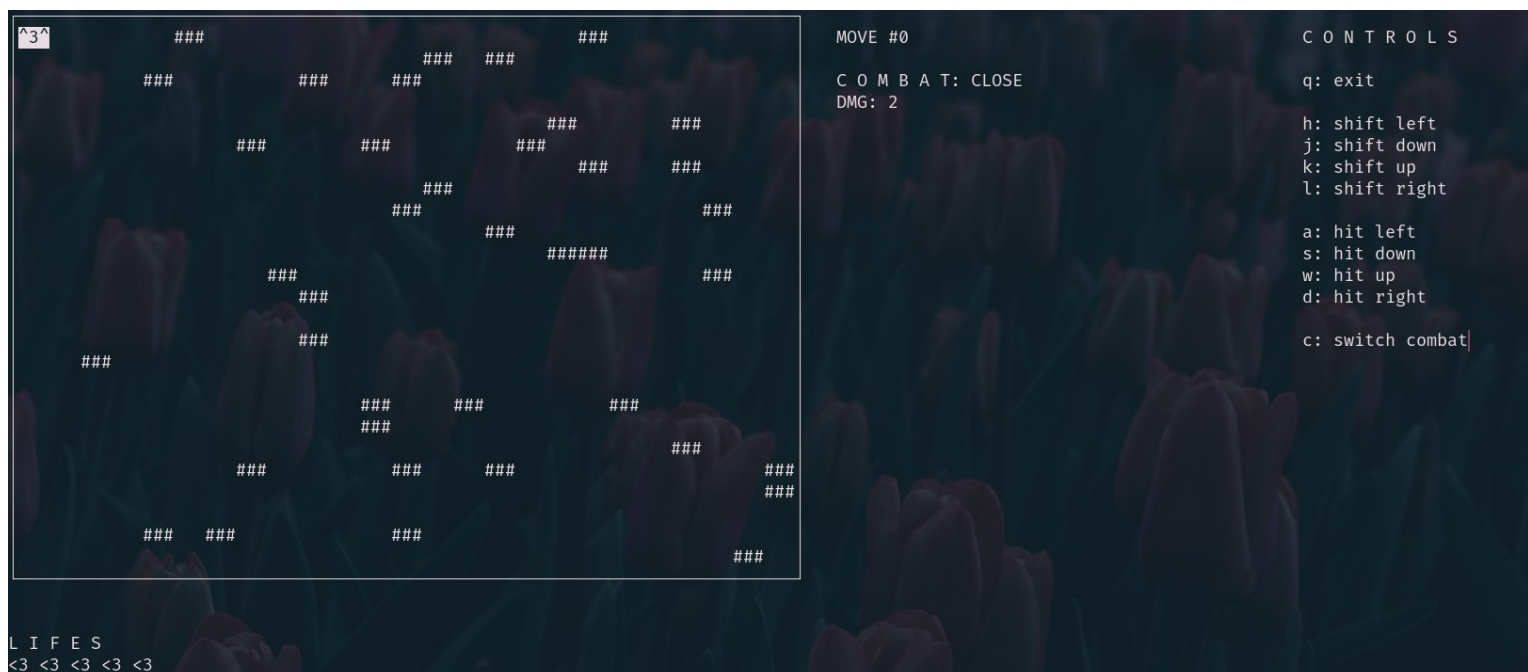 ^3^ ### ###
### ###
### ### ###
### ###
### ### ###
### ###
###
### ###
###
######
### ###
###
###
###
### ### ###
###
###
### ### ### ###
###
### ### ###
###
L I F E S
<3 <3 <3 <3 <3
MOVE #0
C O M B A T: CLOSE
DMG: 2
C O N T R O L S
q: exit
h: shift left
j: shift down
k: shift up
l: shift right
a: hit left
s: hit down
w: hit up
d: hit right
c: switch combat